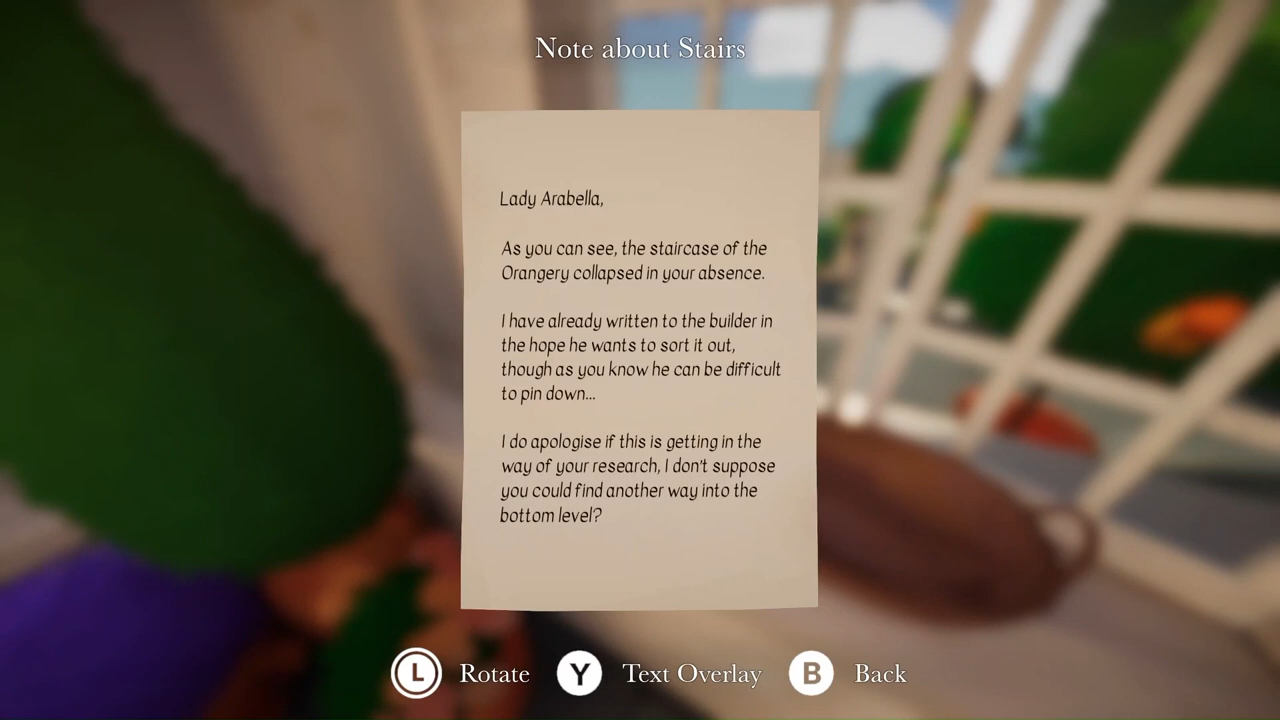 Note about Stairs
Lady Arabella,
As you can see, the staircase of the
Orangery collapsed in your absence.
I have already written to the builder in
the hope he wants to sort it out,
though as you know he can be difficult
to pin down...
I do apologise if this is getting in the
way of your research, I don't suppose
you could find another way into the
bottom level?
L Rotate Y Text Overlay B Back